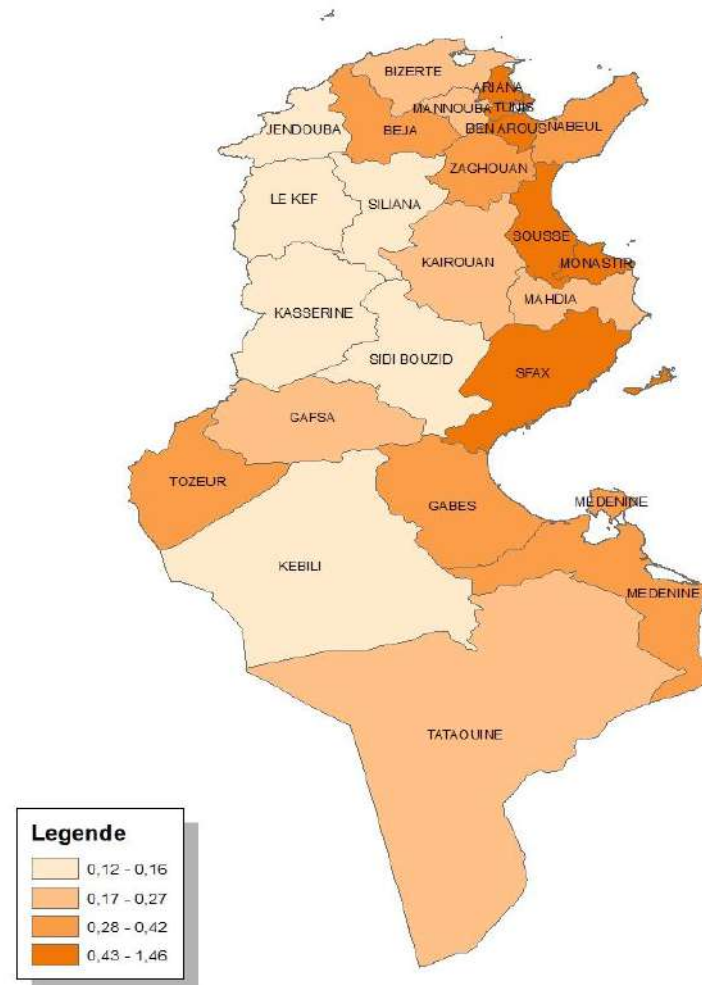 BIZERTE
ARIANA
MANNOUBA
TUNIS
JENDOUBA
BEJA
BEN AROUS
NABEUL
ZAGHOUAN
LE KEF
SILIANA
SOUSSE
KAIROUAN
MONASTIR
MAHDIA
KASSERINE
SIDI BOUZID
SFAX
GAFSA
TOZEUR
GABES
MEDENINE
KEBILI
MEDENINE
TATAOUINE
Legende
0,12 - 0,16
0,17 - 0,27
0,28 - 0,42
0,43 - 1,46